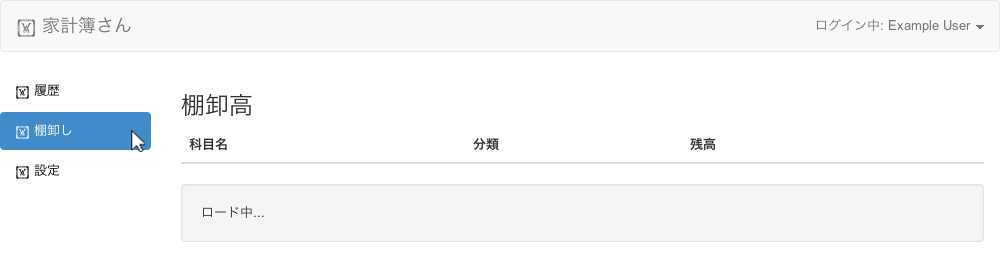 家計簿さん
ログイン中: Example User
履歴
棚卸し
設定
棚卸高
科目名 分類 残高
ロード中...